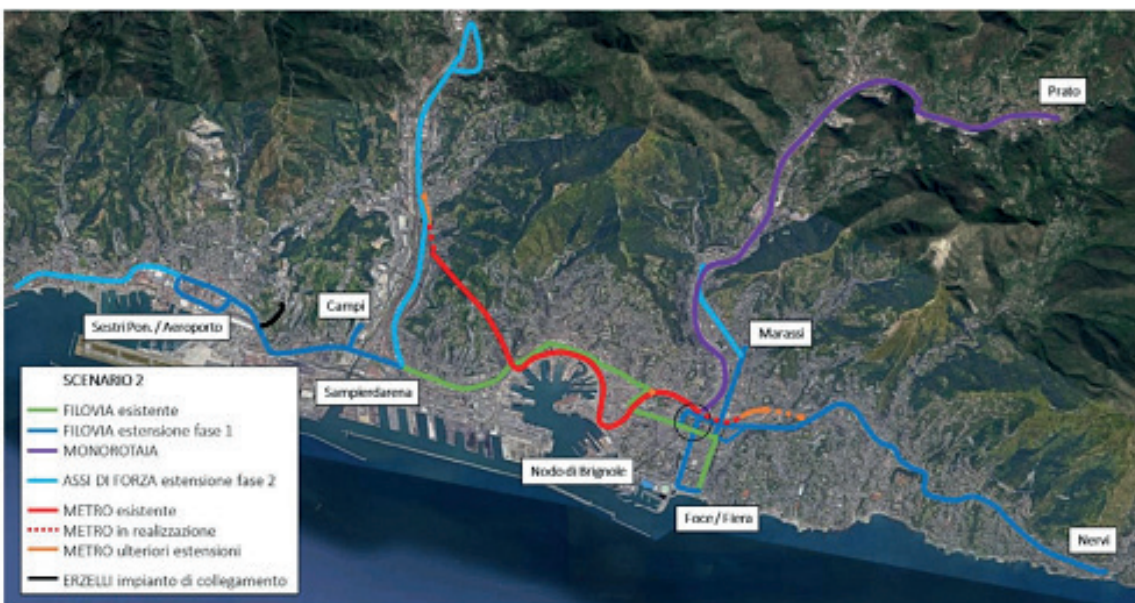 Prato
Campi
Marassi
Sestri Pon. / Aeroporto
Sampierdarena
Nodo di Brignole
Foce / Fiera
Nervi
SCENARIO 2
FILOVIA esistente
FILOVIA estensione fase 1
MONOROTAIA
ASSI DI FORZA estensione fase 2
METRO esistente
METRO in realizzazione
METRO ulteriori estensioni
ERZELLI impianto di collegamento